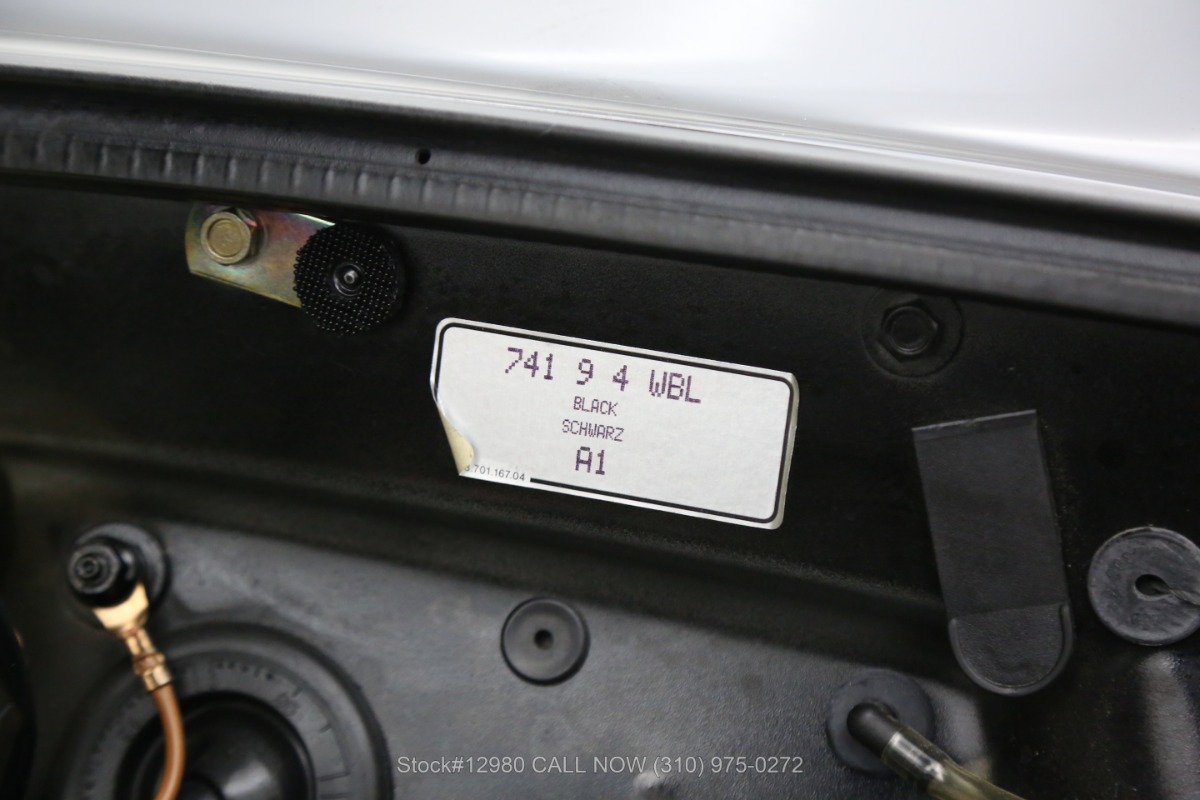 741 9 4 WBL
BLACK
SCHWARZ
A1
.701.167.04
Stock#12980 CALL NOW (310) 975-0272